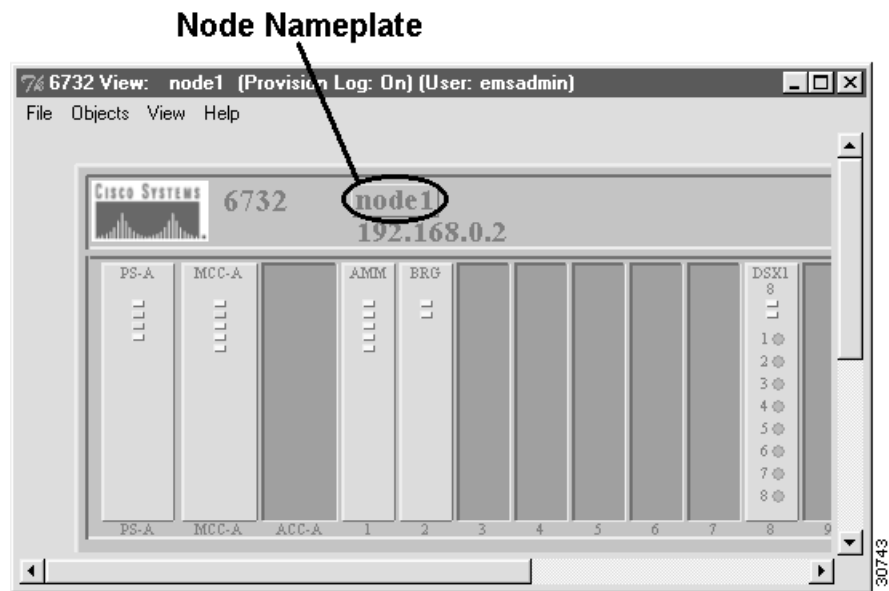 Node Nameplate
6732 View: node1 (Provision Log: On) (User: emsadmin)
File Objects View Help
CISCO SYSTEMS
6732
node1
192.168.0.2
PS-A MCC-A AMM BRG DSX1
8
1
2
3
4
5
6
7
8
PS-A MCC-A ACC-A 1 2 3 4 5 6 7 8 9
30743